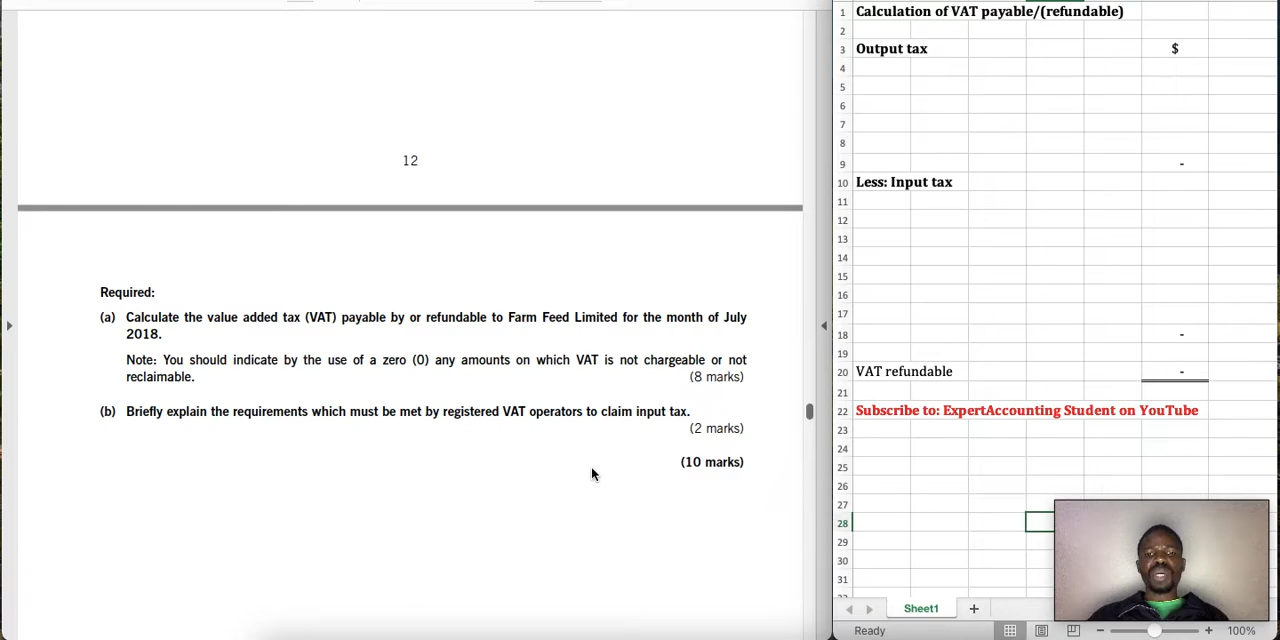 12
Required:
(a) Calculate the value added tax (VAT) payable by or refundable to Farm Feed Limited for the month of July
2018.
Note: You should indicate by the use of a zero (0) any amounts on which VAT is not chargeable or not
reclaimable. (8 marks)
(b) Briefly explain the requirements which must be met by registered VAT operators to claim input tax.
(2 marks)
(10 marks)
1 Calculation of VAT payable/(refundable)
2
3 Output tax $
4
5
6
7
8
9 -
10 Less: Input tax
11
12
13
14
15
16
17
18 -
19
20 VAT refundable -
21
22 Subscribe to: ExpertAccounting Student on YouTube
23
24
25
26
27
28
29
30
31
Sheet1 +
Ready - + 100%